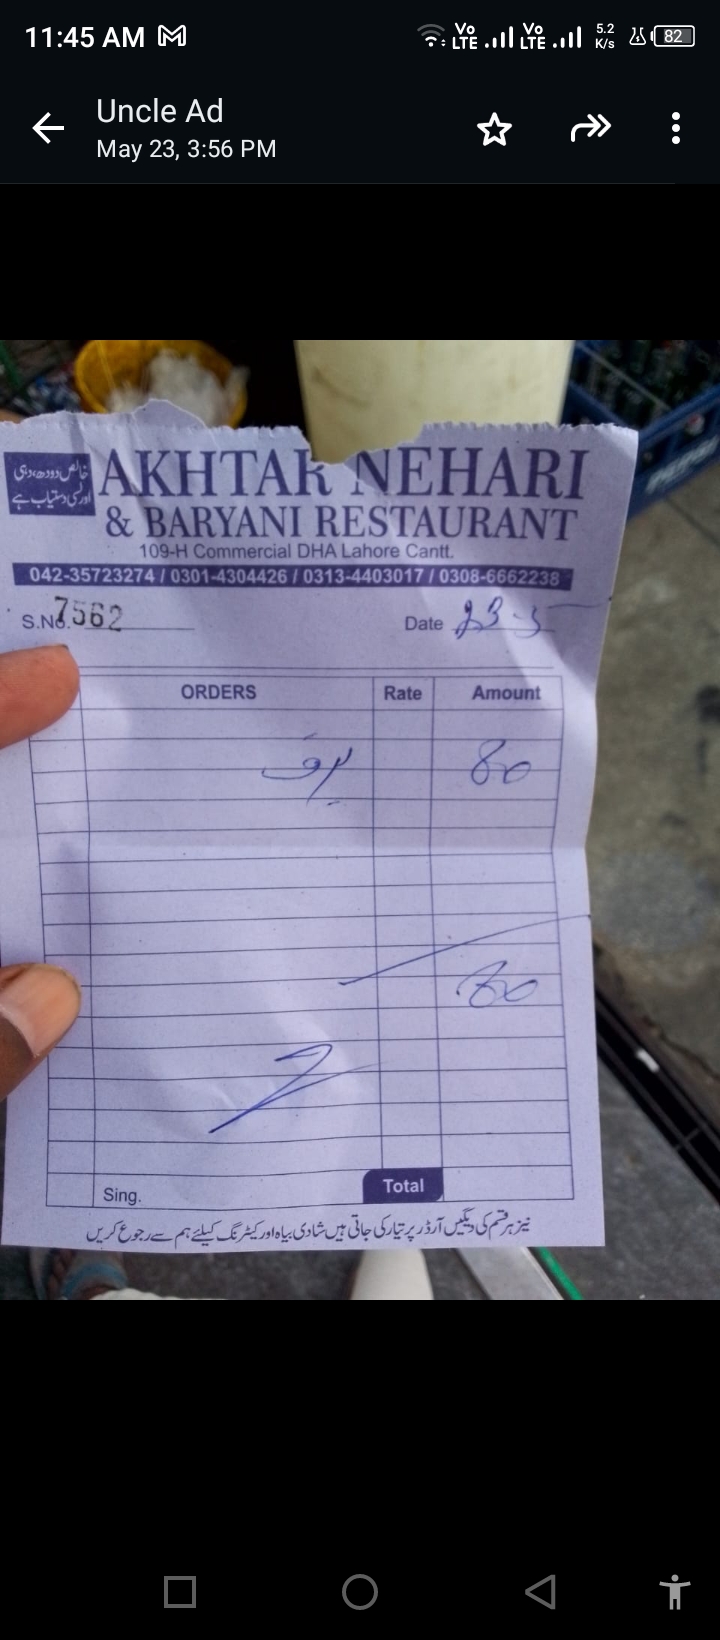 11:45 AM
Vo LTE Vo LTE 5.2 K/s 82
Uncle Ad
May 23, 3:56 PM
خالص دودھ، دہی
اور لسی دستیاب ہے
AKHTAR NEHARI
& BARYANI RESTAURANT
109-H Commercial DHA Lahore Cantt.
042-35723274 / 0301-4304426 / 0313-4403017 / 0308-6662238
S.No. 7562 Date 23-5
ORDERS Rate Amount
برف 80
80
Sing. Total
نیز ہر قسم کی دیگیں آرڈر پر تیار کی جاتی ہیں شادی بیاہ اور کیٹرنگ کیلئے ہم سے رجوع کریں